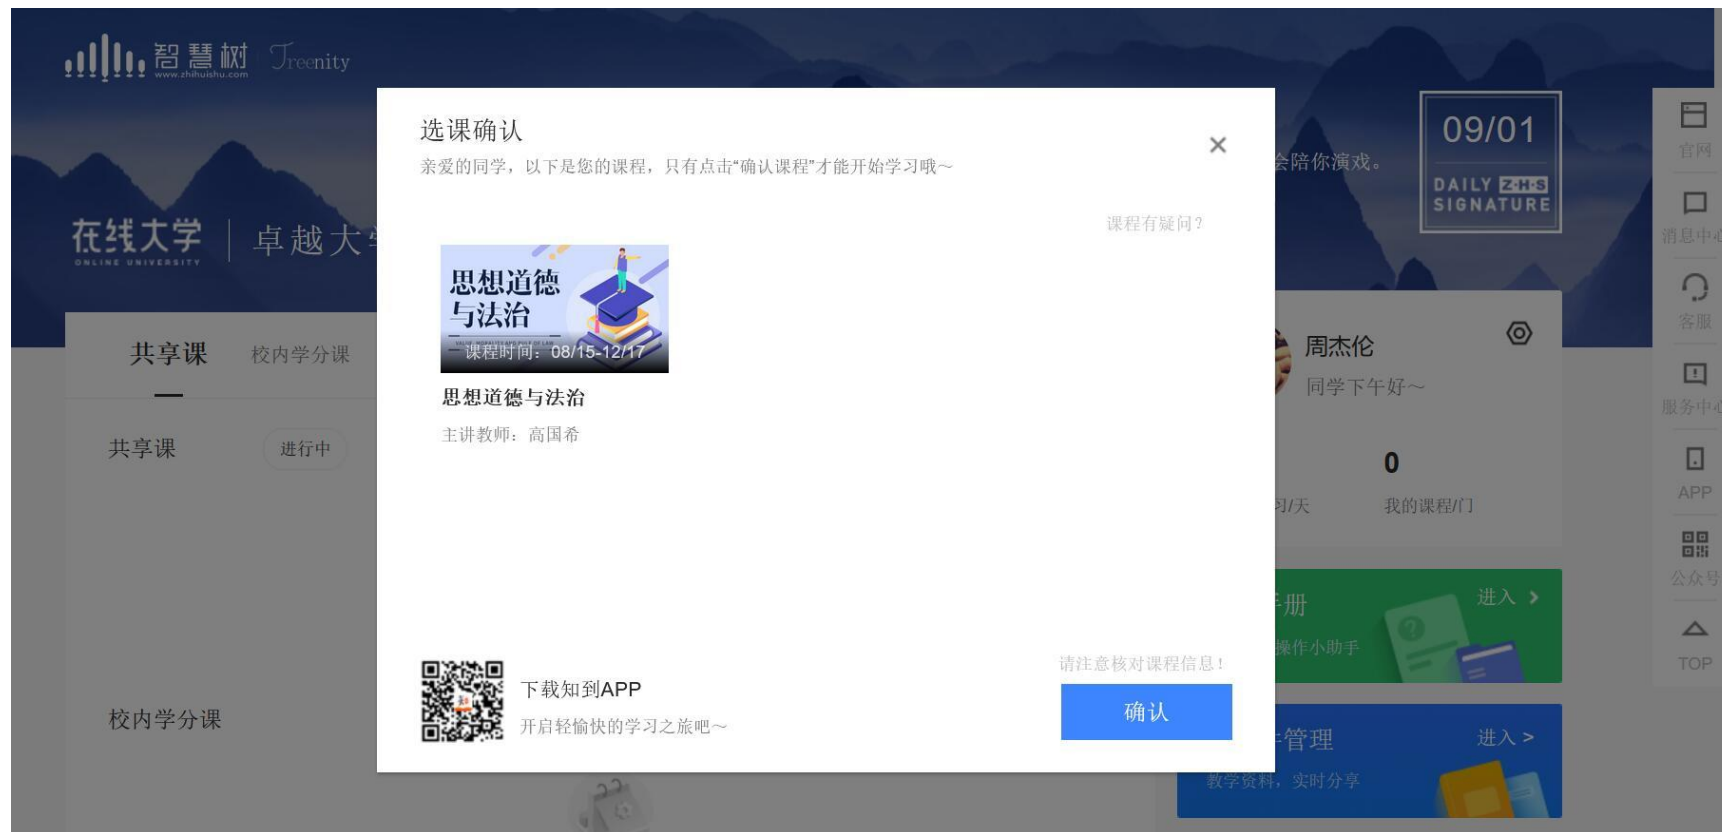 智慧树
www.zhihuishu.com
Treenity
会陪你演戏。
09/01
DAILY Z·H·S
SIGNATURE
在线大学
ONLINE UNIVERSITY
卓越大
选课确认
亲爱的同学，以下是您的课程，只有点击“确认课程”才能开始学习哦～
课程有疑问？
思想道德
与法治
课程时间：08/15-12/17
思想道德与法治
主讲教师：高国希
下载知到APP
开启轻愉快的学习之旅吧～
请注意核对课程信息！
确认
共享课
校内学分课
共享课
进行中
校内学分课
周杰伦
同学下午好～
0
习/天
我的课程/门
手册
进入 >
操作小助手
管理
进入 >
教学资料，实时分享
官网
消息中心
客服
服务中心
APP
公众号
TOP